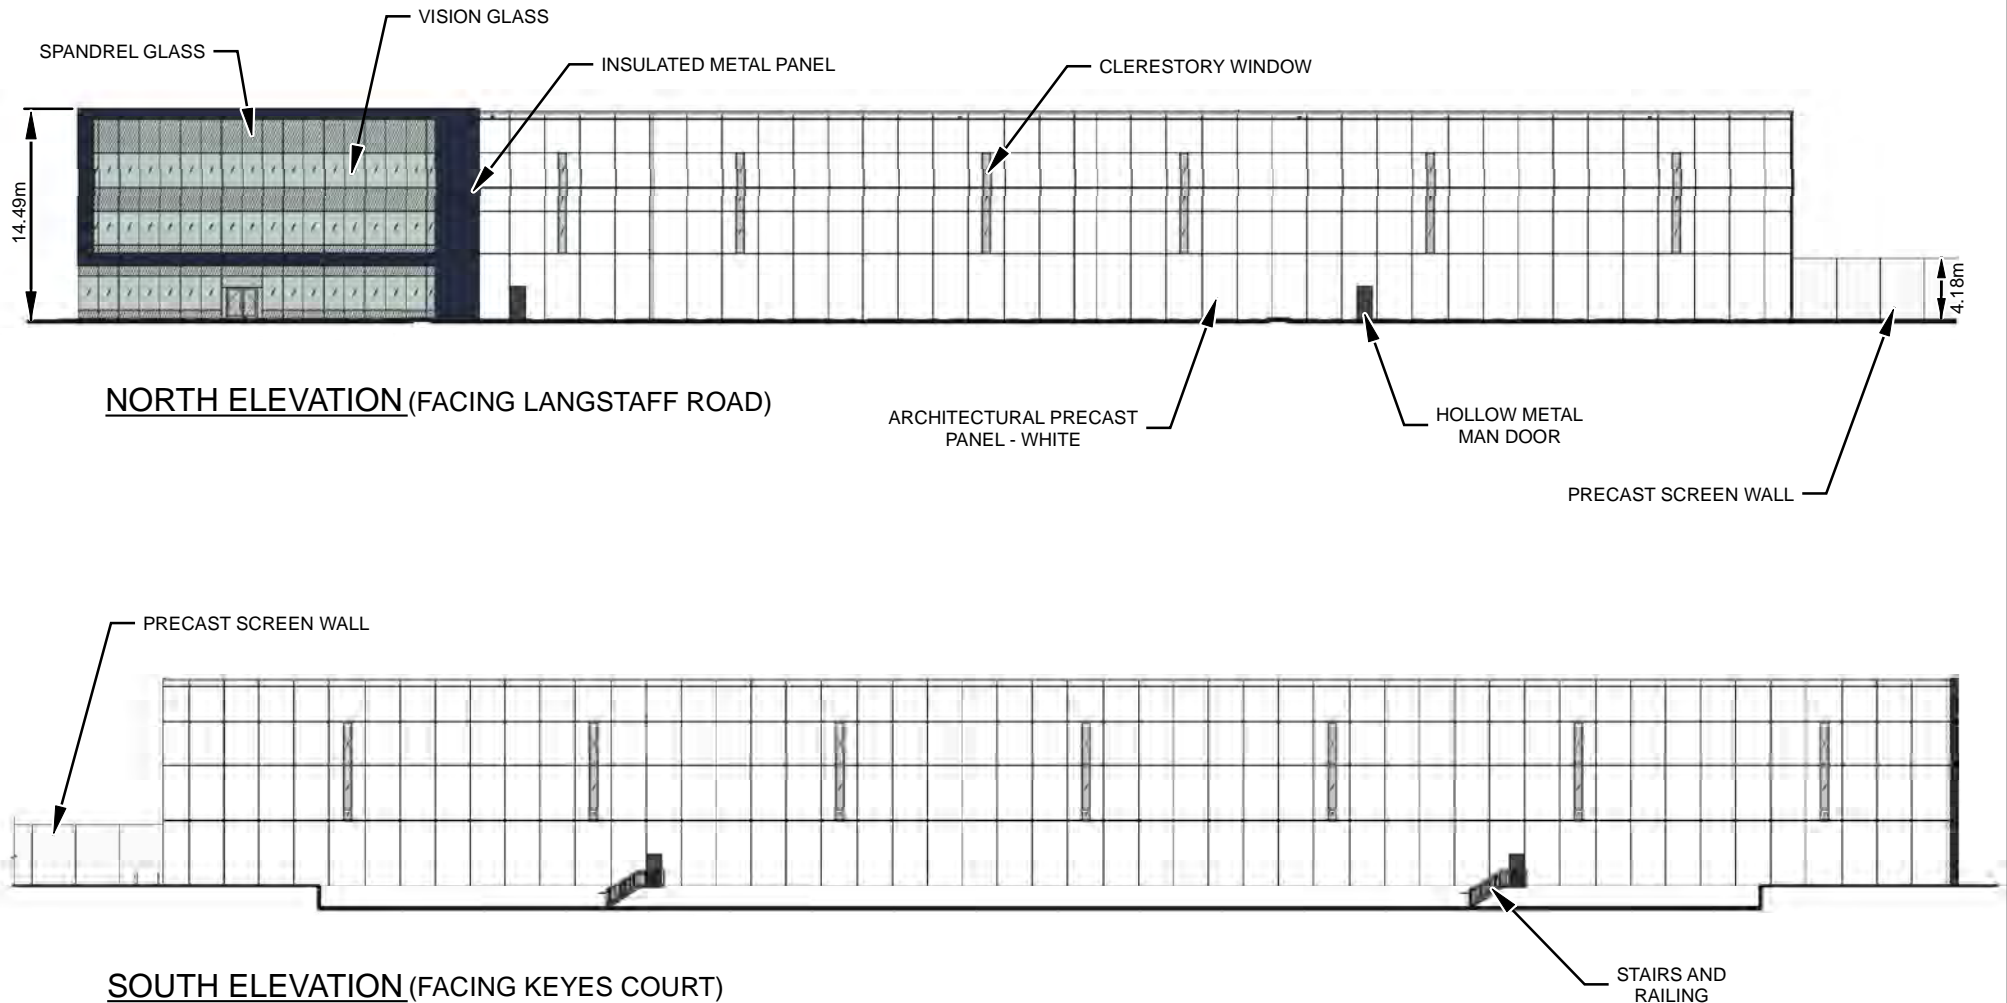 VISION GLASS
SPANDREL GLASS
INSULATED METAL PANEL
CLERESTORY WINDOW
14.49m
4.18m
NORTH ELEVATION (FACING LANGSTAFF ROAD)
ARCHITECTURAL PRECAST
PANEL - WHITE
HOLLOW METAL
MAN DOOR
PRECAST SCREEN WALL
PRECAST SCREEN WALL
SOUTH ELEVATION (FACING KEYES COURT)
STAIRS AND
RAILING